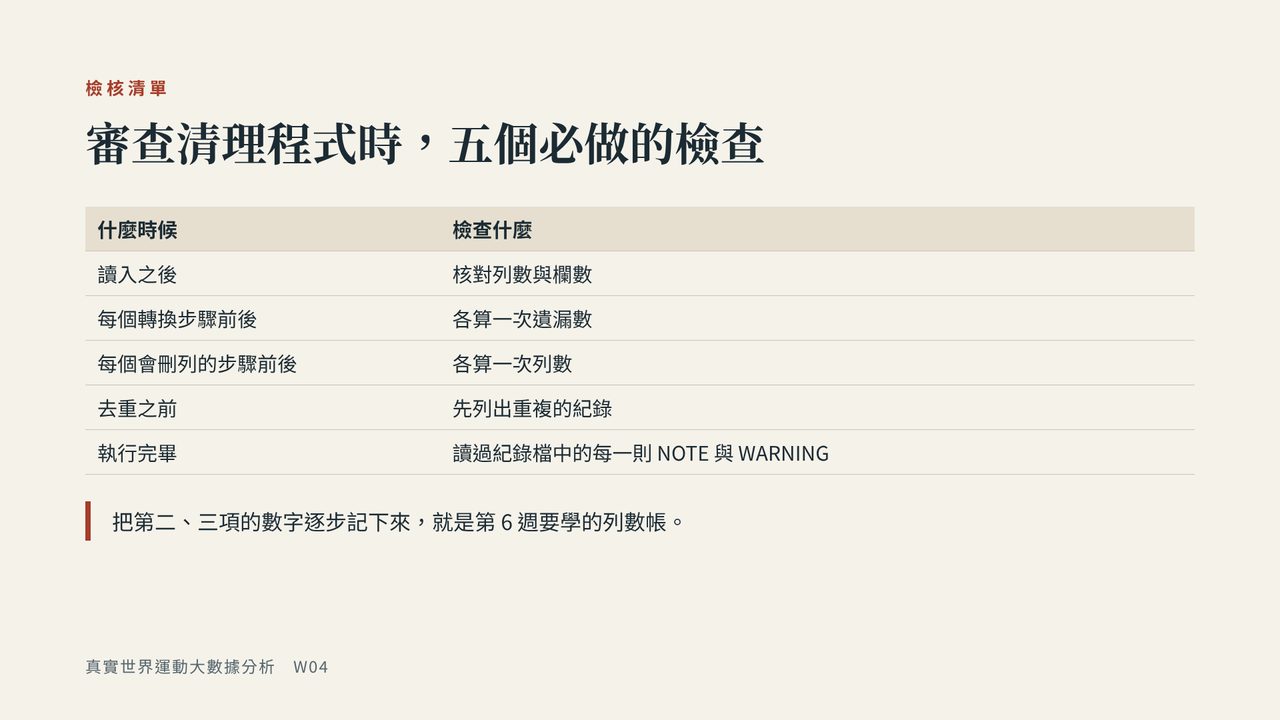 檢核清單
審查清理程式時，五個必做的檢查
什麼時候 檢查什麼
讀入之後 核對列數與欄數
每個轉換步驟前後 各算一次遺漏數
每個會刪列的步驟前後 各算一次列數
去重之前 先列出重複的紀錄
執行完畢 讀過紀錄檔中的每一則 NOTE 與 WARNING
把第二、三項的數字逐步記下來，就是第 6 週要學的列數帳。
真實世界運動大數據分析 W04